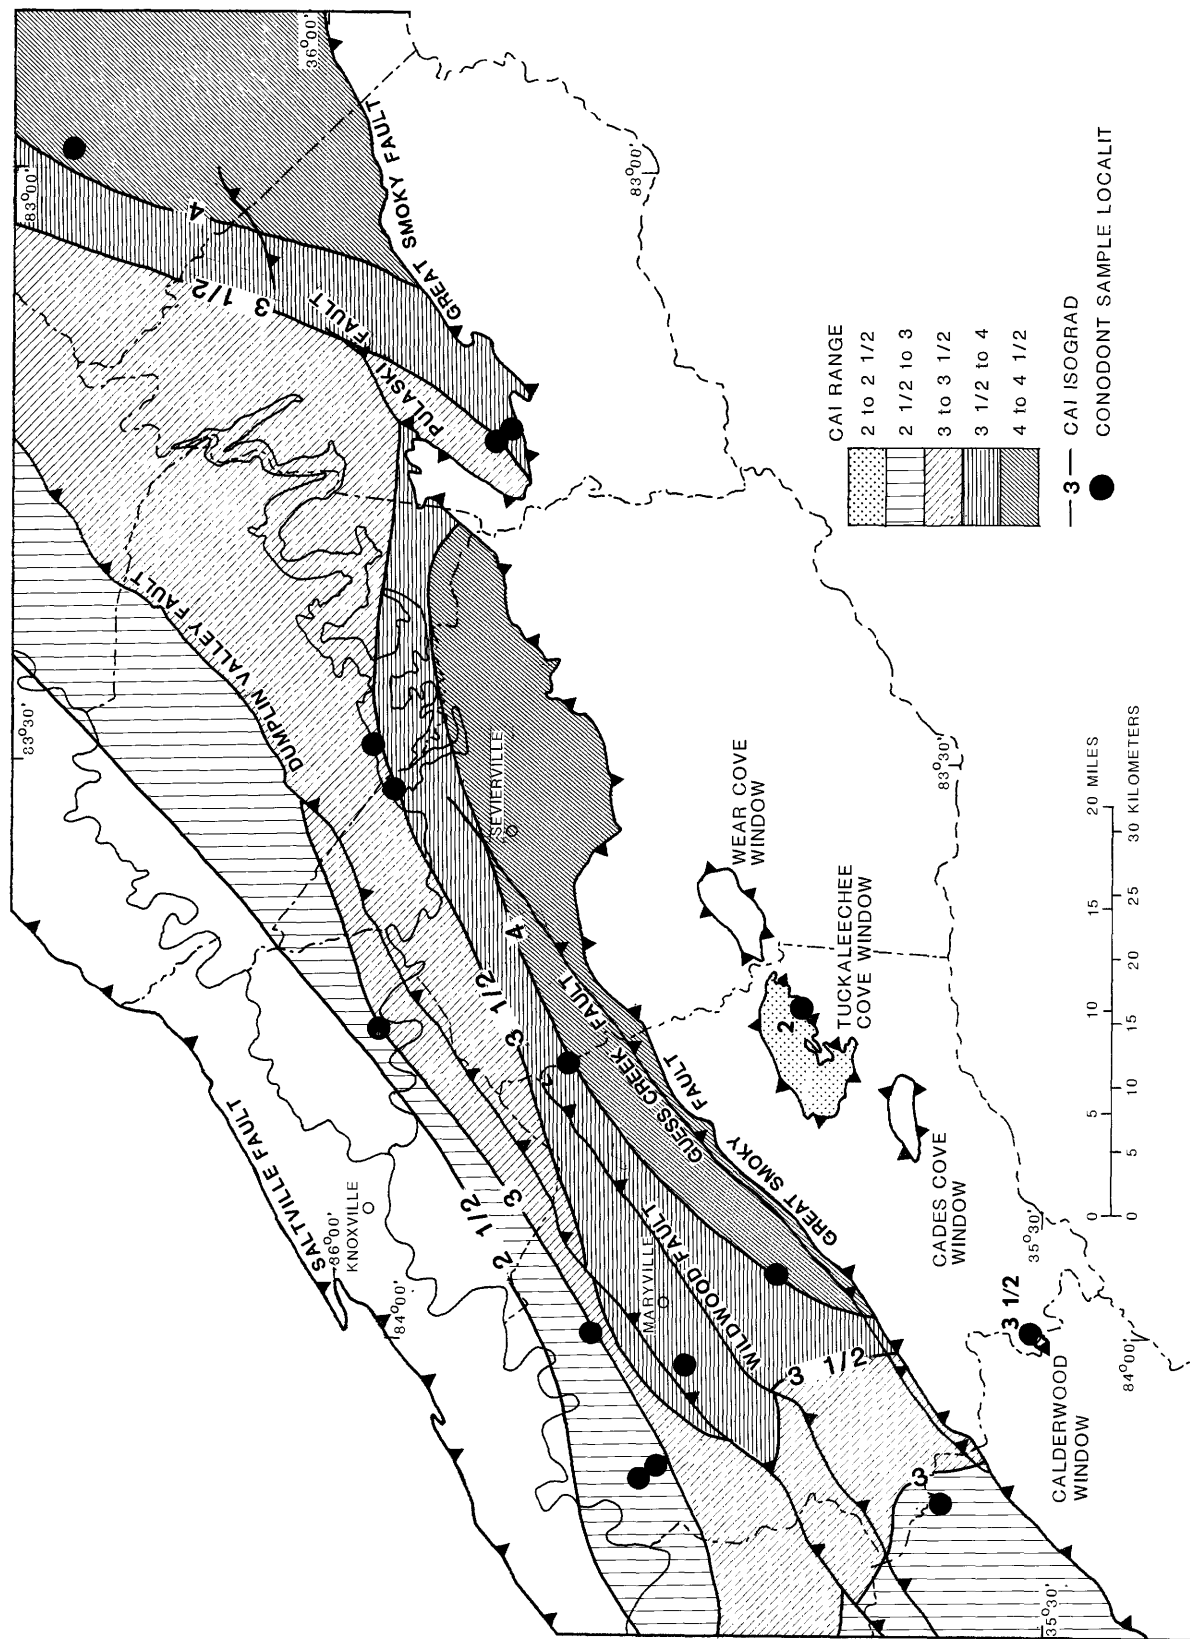 36°00'
83°00'
GREAT SMOKY FAULT
4
3 1/2
PULASKI FAULT
83°00'
83°30'
DUMPLIN VALLEY FAULT
SEVIERVILLE
4
3 1/2
GUESS CREEK FAULT
GREAT SMOKY FAULT
WEAR COVE
WINDOW
2
TUCKALEECHEE
COVE WINDOW
83°30'
CADES COVE
WINDOW
SALTVILLE FAULT
86°00'
KNOXVILLE
84°00'
2 1/2
3
MARYVILLE
WILDWOOD FAULT
3 1/2
3
3 1/2
CALDERWOOD
WINDOW
35°30'
84°00'
35°30'
CAI RANGE
2 to 2 1/2
2 1/2 to 3
3 to 3 1/2
3 1/2 to 4
4 to 4 1/2
3 CAI ISOGRAD
CONODONT SAMPLE LOCALIT
0 5 10 15 20 MILES
0 5 10 15 20 25 30 KILOMETERS